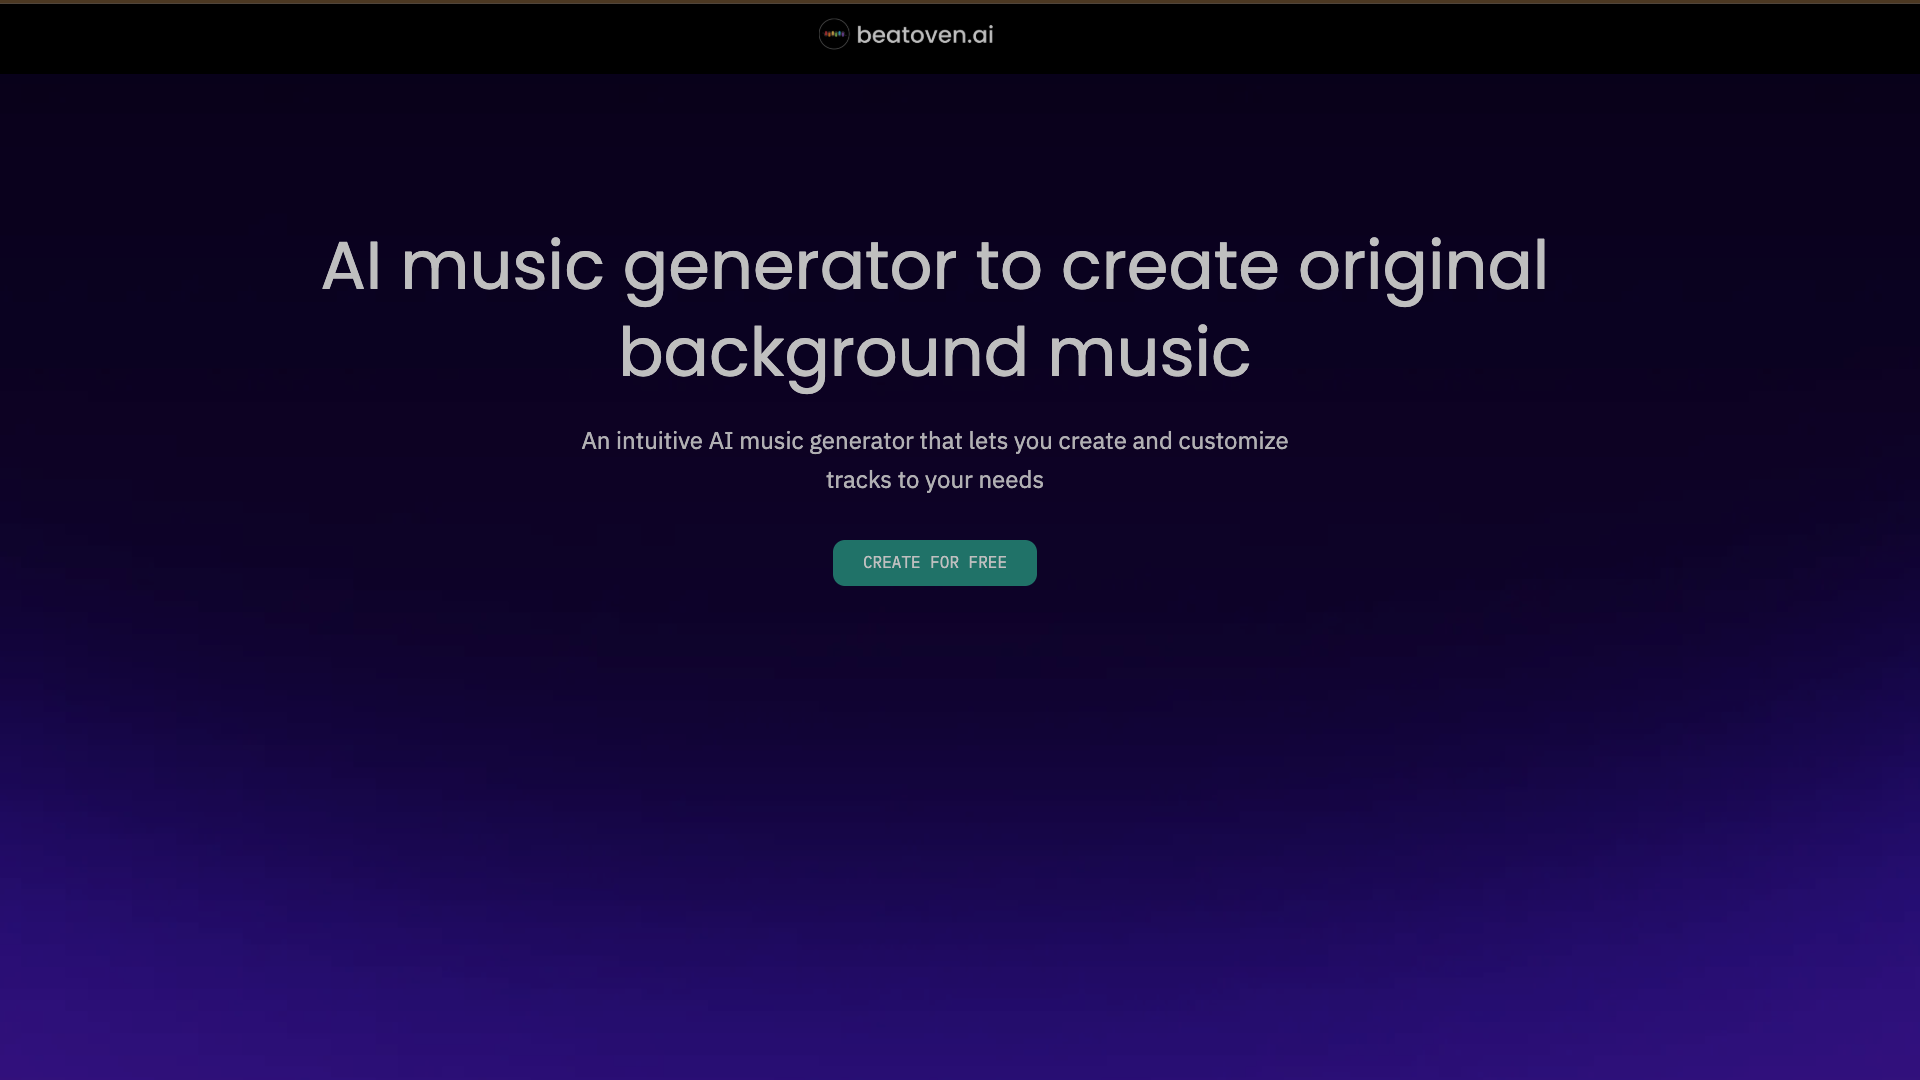 beatoven.ai
AI music generator to create original
background music
An intuitive AI music generator that lets you create and customize
tracks to your needs
CREATE FOR FREE